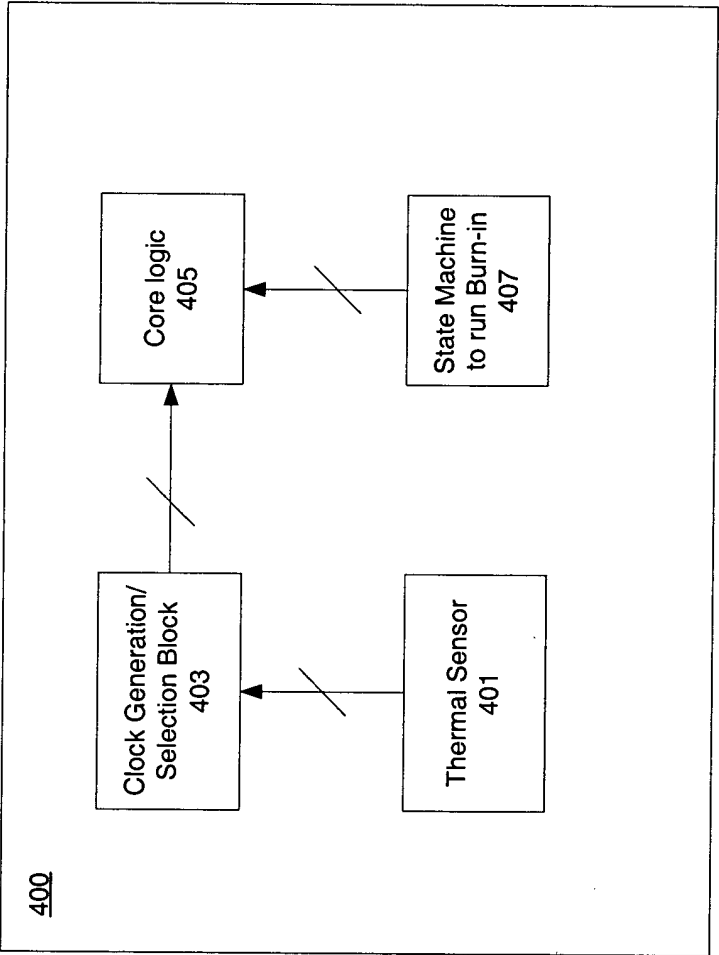 400
Clock Generation/
Selection Block
403
Core logic
405
Thermal Sensor
401
State Machine
to run Burn-in
407